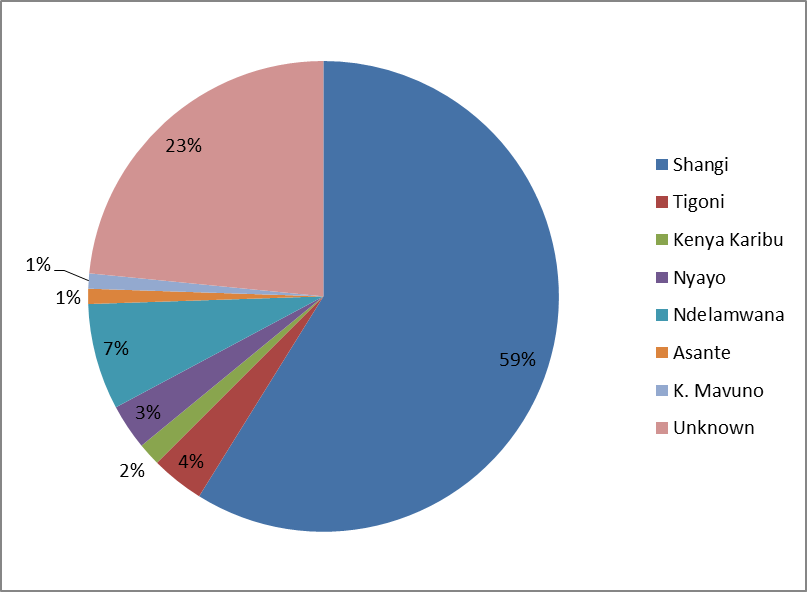 23%
1%
1%
7%
3%
2%
4%
59%
Shangi
Tigoni
Kenya Karibu
Nyayo
Ndelamwana
Asante
K. Mavuno
Unknown